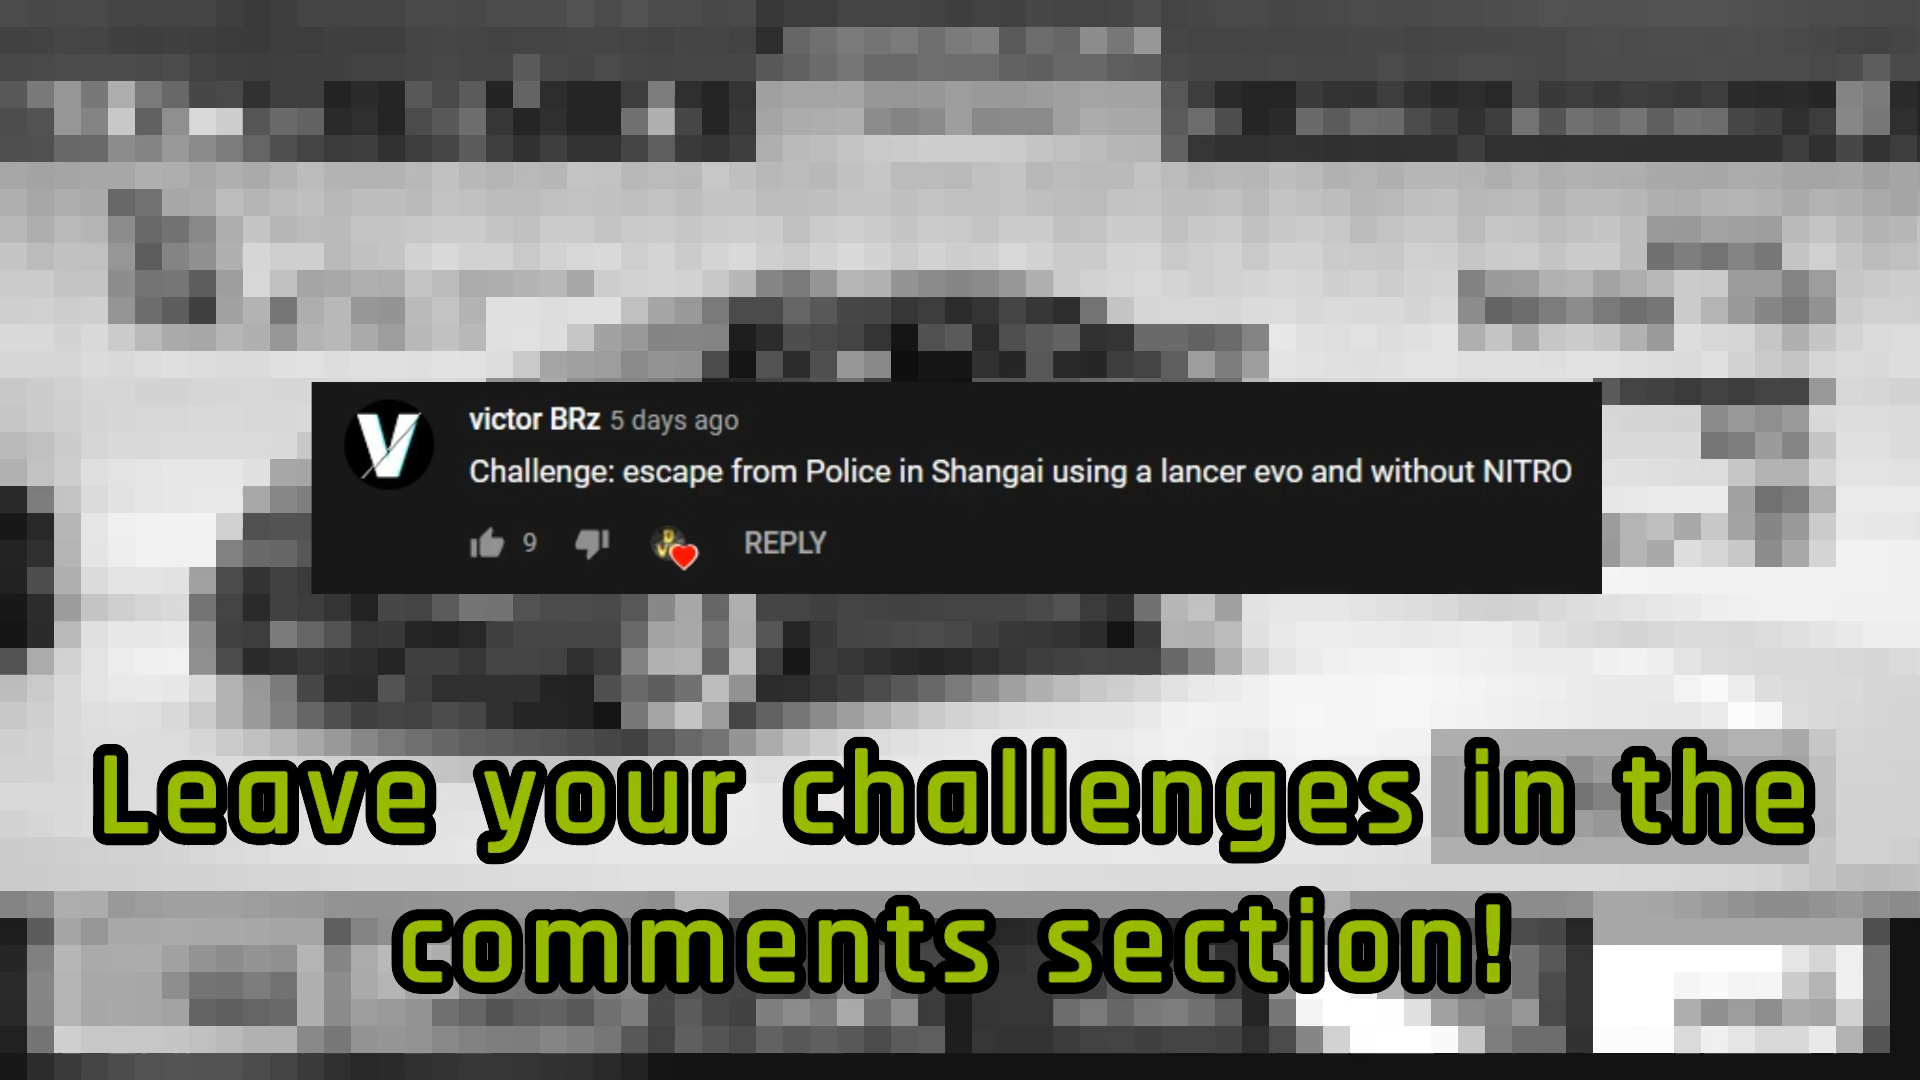 victor BRz 5 days ago
Challenge: escape from Police in Shangai using a lancer evo and without NITRO
9 REPLY
Leave your challenges in the
comments section!